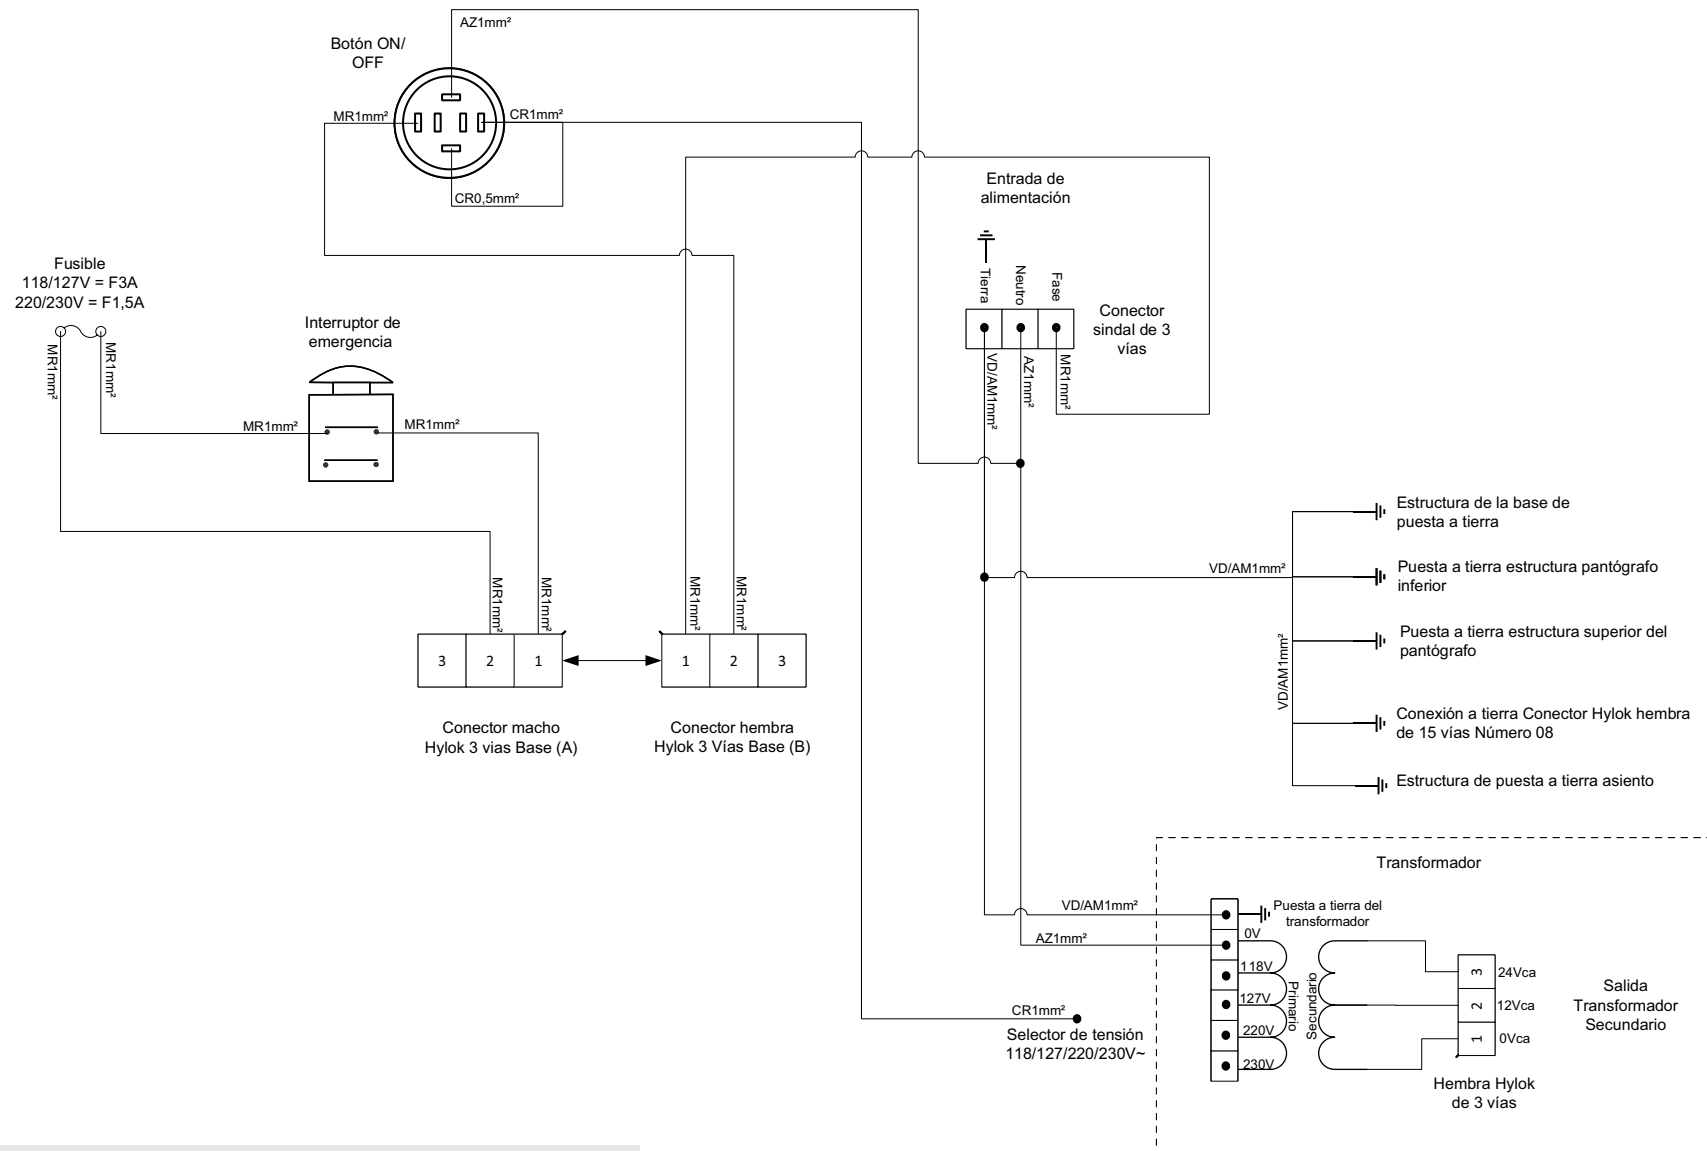 AZ1mm²
Botón ON/
OFF
MR1mm²
CR1mm²
CR0,5mm²
Entrada de
alimentación
Tierra
Neutro
Fase
Conector
sindal de 3
vías
VD/AM1mm²
AZ1mm²
MR1mm²
Fusible
118/127V = F3A
220/230V = F1,5A
MR1mm²
MR1mm²
Interruptor de
emergencia
MR1mm²
MR1mm²
MR1mm²
MR1mm²
MR1mm²
MR1mm²
3
2
1
1
2
3
Conector macho
Hylok 3 vias Base (A)
Conector hembra
Hylok 3 Vías Base (B)
VD/AM1mm²
VD/AM1mm²
Estructura de la base de
puesta a tierra
Puesta a tierra estructura pantógrafo
inferior
Puesta a tierra estructura superior del
pantógrafo
Conexión a tierra Conector Hylok hembra
de 15 vías Número 08
Estructura de puesta a tierra asiento
Transformador
VD/AM1mm²
Puesta a tierra del
transformador
AZ1mm²
0V
118V
127V
220V
230V
Primario
Secundario
3
24Vca
2
12Vca
1
0Vca
Salida
Transformador
Secundario
Hembra Hylok
de 3 vías
CR1mm²
Selector de tensión
118/127/220/230V~